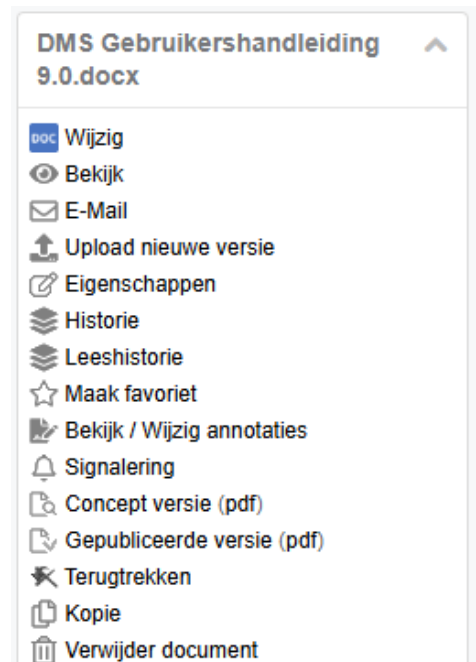 DMS Gebruikershandleiding
9.0.docx
DOC Wijzig
Bekijk
E-Mail
Upload nieuwe versie
Eigenschappen
Historie
Leeshistorie
Maak favoriet
Bekijk / Wijzig annotaties
Signalering
Concept versie (pdf)
Gepubliceerde versie (pdf)
Terugtrekken
Kopie
Verwijder document